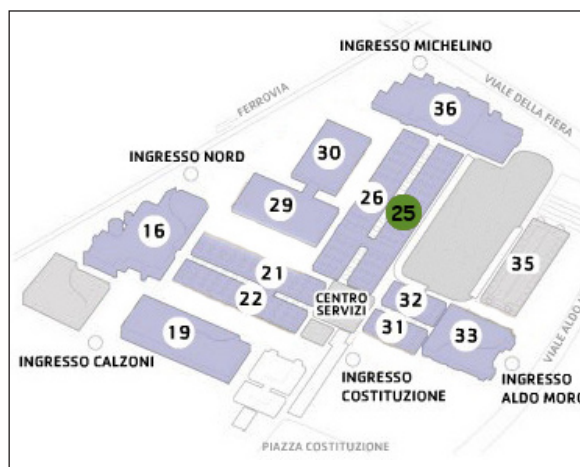 INGRESSO MICHELINO
VIALE DELLA FIERA
36
FERROVIA
30
INGRESSO NORD
26
29
25
16
35
21
CENTRO
SERVIZI
32
22
31
33
19
INGRESSO CALZONI
INGRESSO
COSTITUZIONE
INGRESSO
ALDO MORO
PIAZZA COSTITUZIONE